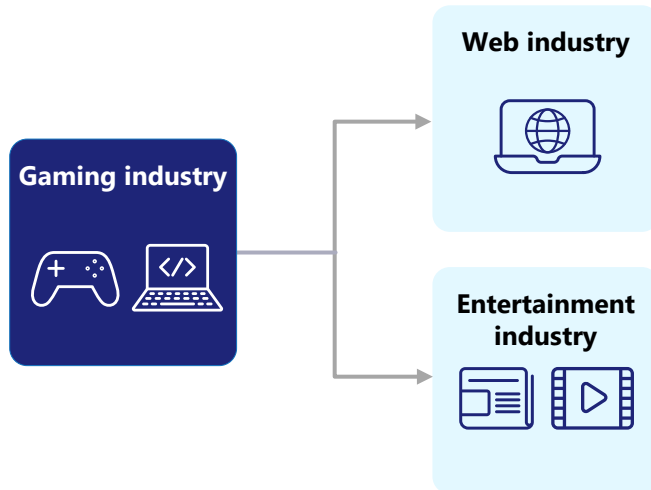 Web industry
Gaming industry
</>
Entertainment
industry